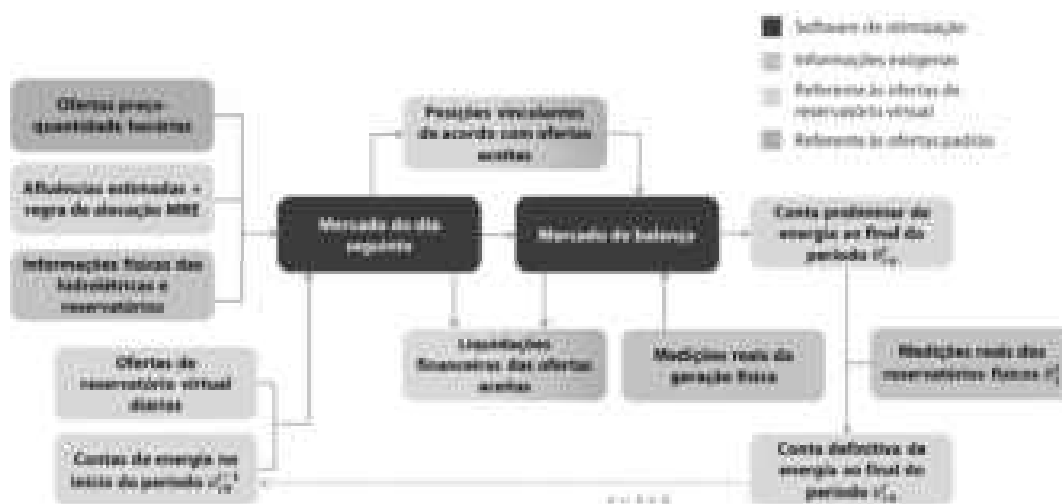 Software de otimização
Informações exógenas
Referente às ofertas de
reservatório virtual
Referente às ofertas padrão
Ofertas preço-
quantidade horárias
Posições vinculantes
de acordo com ofertas
aceitas
Afluências estimadas +
regra de alocação MRE
Mercado do dia
seguinte
Mercado de balanço
Conta preliminar de
energia ao final do
período
Informações físicas das
hidrelétricas e
reservatórios
Liquidações
financeiras das ofertas
aceitas
Medições reais da
geração física
Medições reais dos
reservatórios físicos
Ofertas de
reservatório virtual
diárias
Contas de energia no
início do período
Conta definitiva de
energia ao final do
período